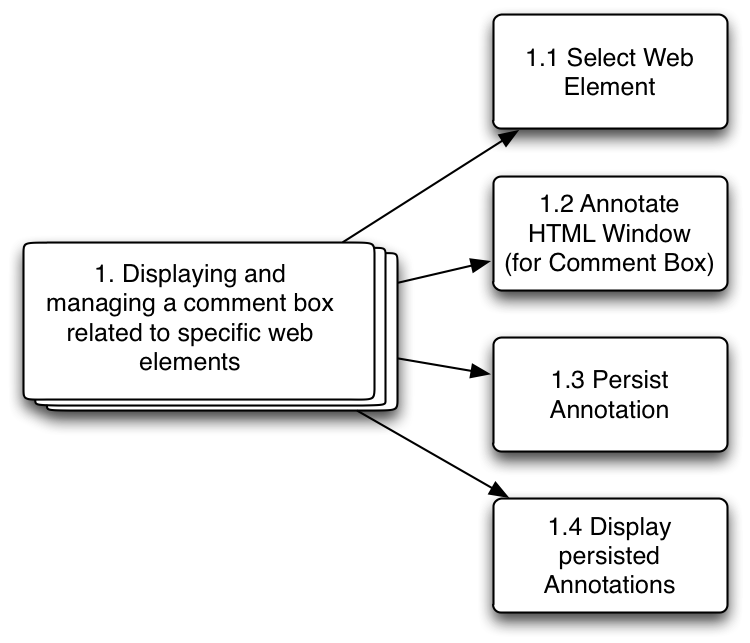 1.1 Select Web
Element
1.2 Annotate
HTML Window
(for Comment Box)
1. Displaying and
managing a comment box
related to specific web
elements
1.3 Persist
Annotation
1.4 Display
persisted
Annotations